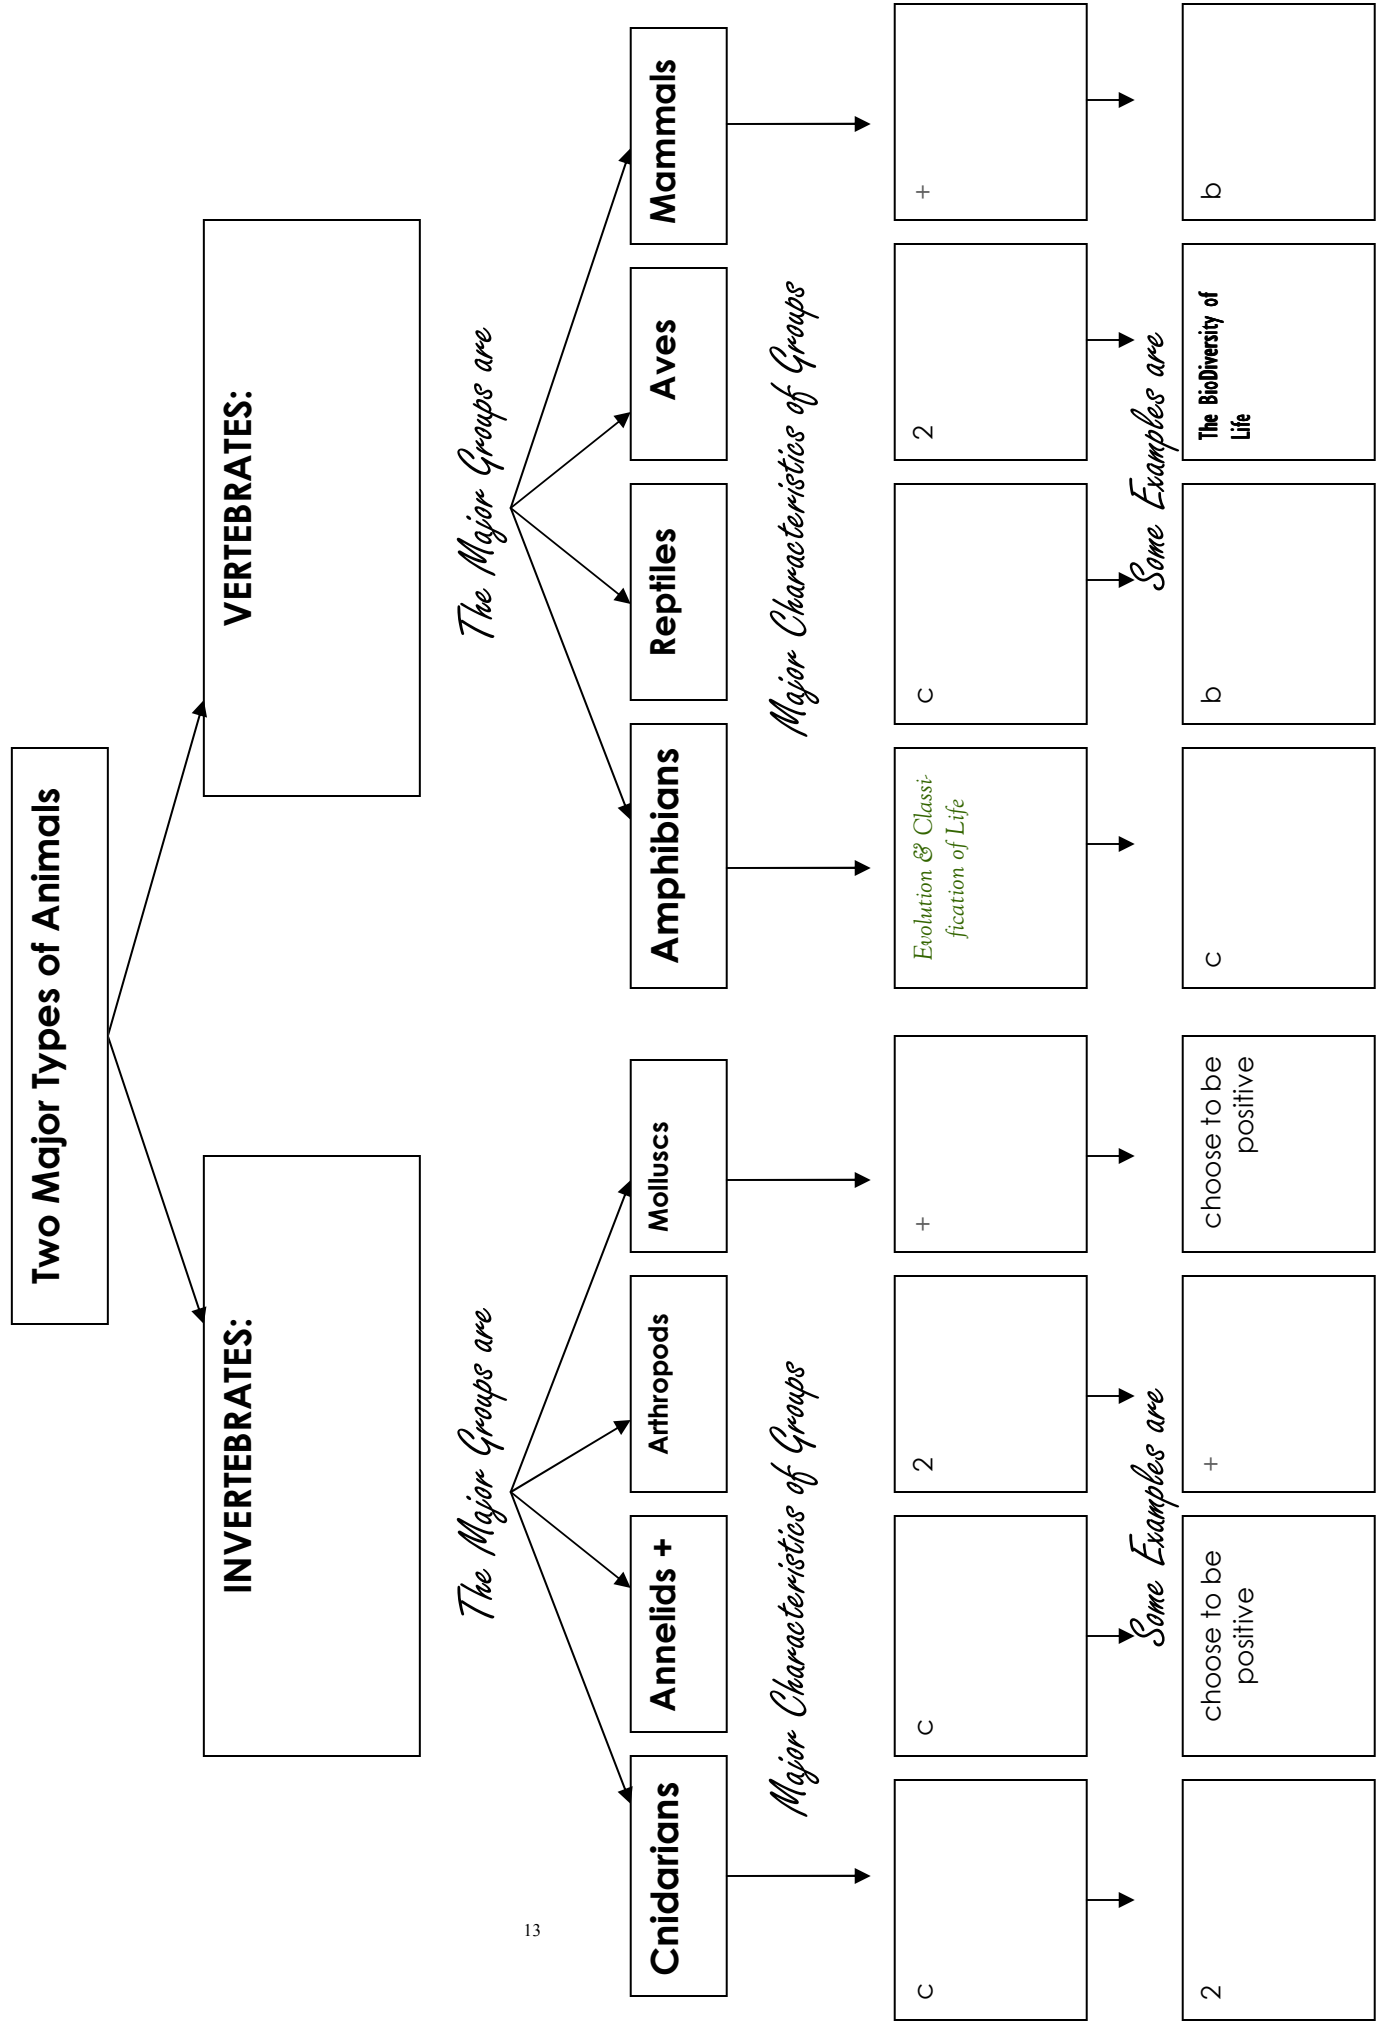 Two Major Types of Animals
INVERTEBRATES:
VERTEBRATES:
The Major Groups are
The Major Groups are
Cnidarians
Annelids +
Arthropods
Molluscs
Amphibians
Reptiles
Aves
Mammals
Major Characteristics of Groups
Major Characteristics of Groups
c
c
2
+
Evolution & Classi-
fication of Life
c
2
+
Some Examples are
Some Examples are
2
choose to be
positive
+
choose to be
positive
c
b
The BioDiversity of
Life
b
13